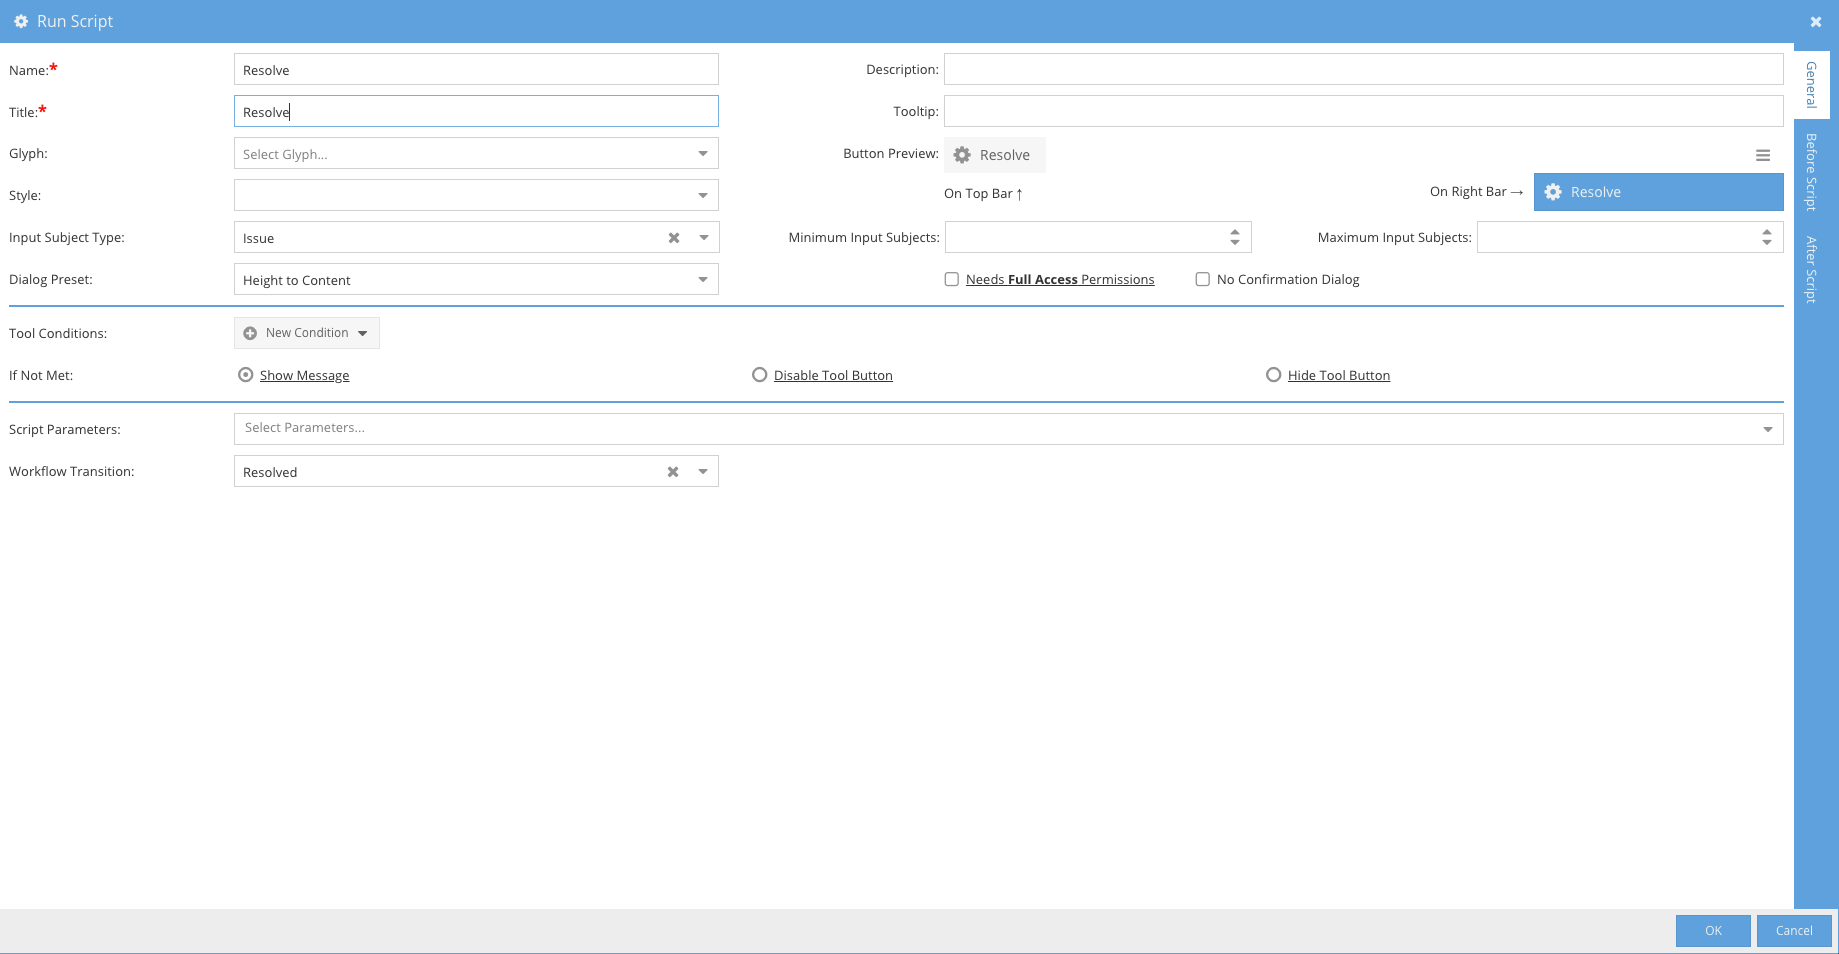 Run Script
Name:* Resolve Description:
Title:* Resolve Tooltip:
Glyph: Select Glyph... Button Preview: Resolve
Style: On Top Bar ↑ On Right Bar → Resolve
Input Subject Type: Issue Minimum Input Subjects: Maximum Input Subjects:
Dialog Preset: Height to Content Needs Full Access Permissions No Confirmation Dialog
Tool Conditions: New Condition
If Not Met: Show Message Disable Tool Button Hide Tool Button
Script Parameters: Select Parameters...
Workflow Transition: Resolved
General
Before Script
After Script
OK Cancel